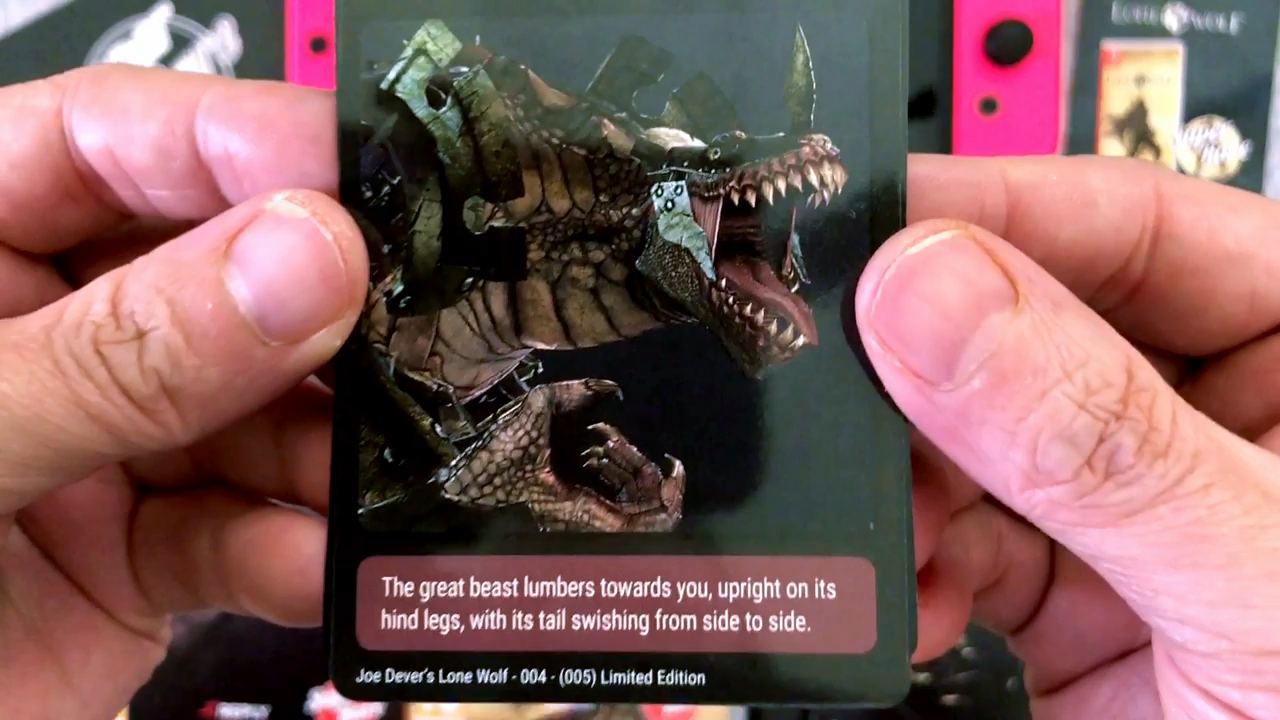 LONE WOLF
The great beast lumbers towards you, upright on its
hind legs, with its tail swishing from side to side.
Joe Dever's Lone Wolf - 004 - (005) Limited Edition